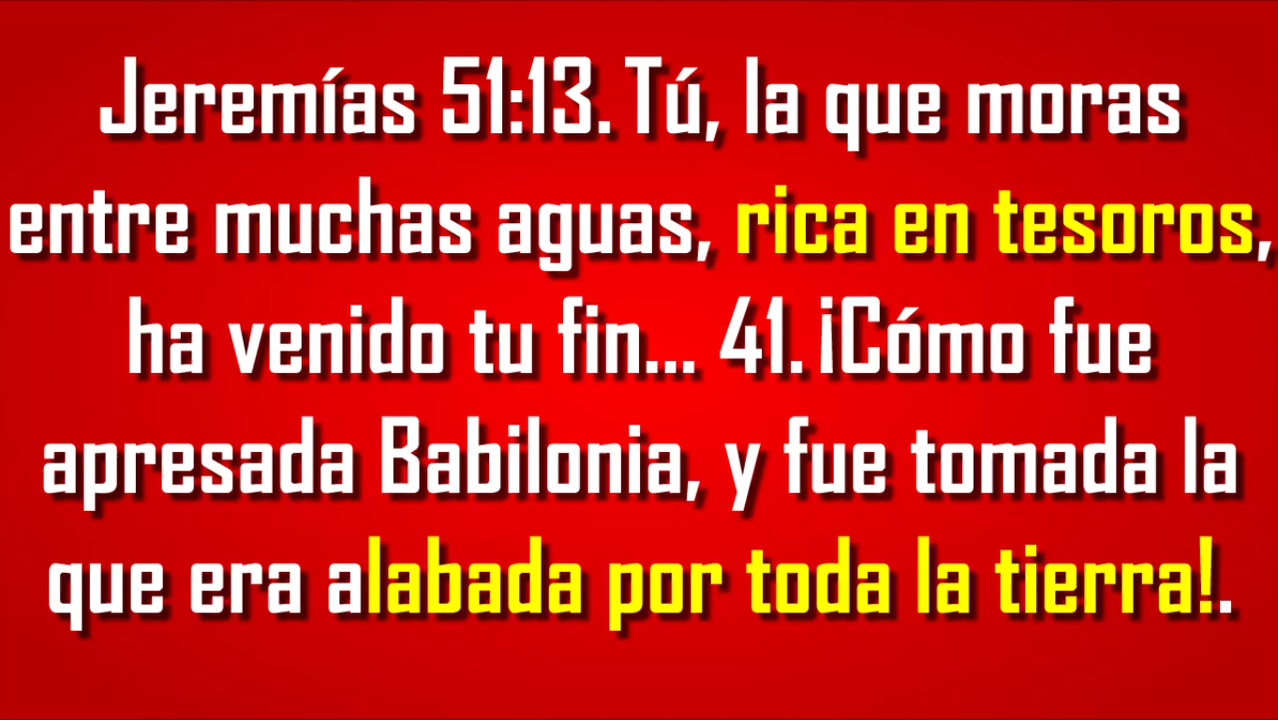 Jeremías 51:13. Tú, la que moras
entre muchas aguas, rica en tesoros,
ha venido tu fin... 41. ¡Cómo fue
apresada Babilonia, y fue tomada la
que era alabada por toda la tierra!.